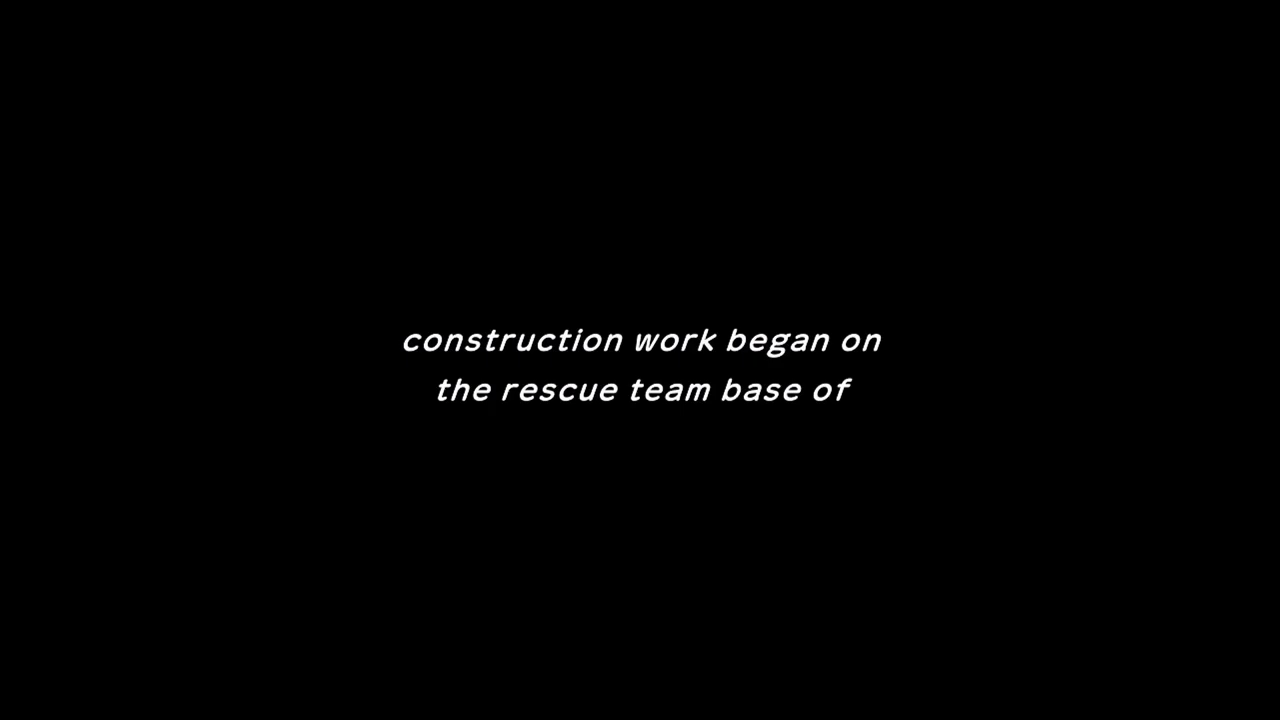 construction work began on
the rescue team base of